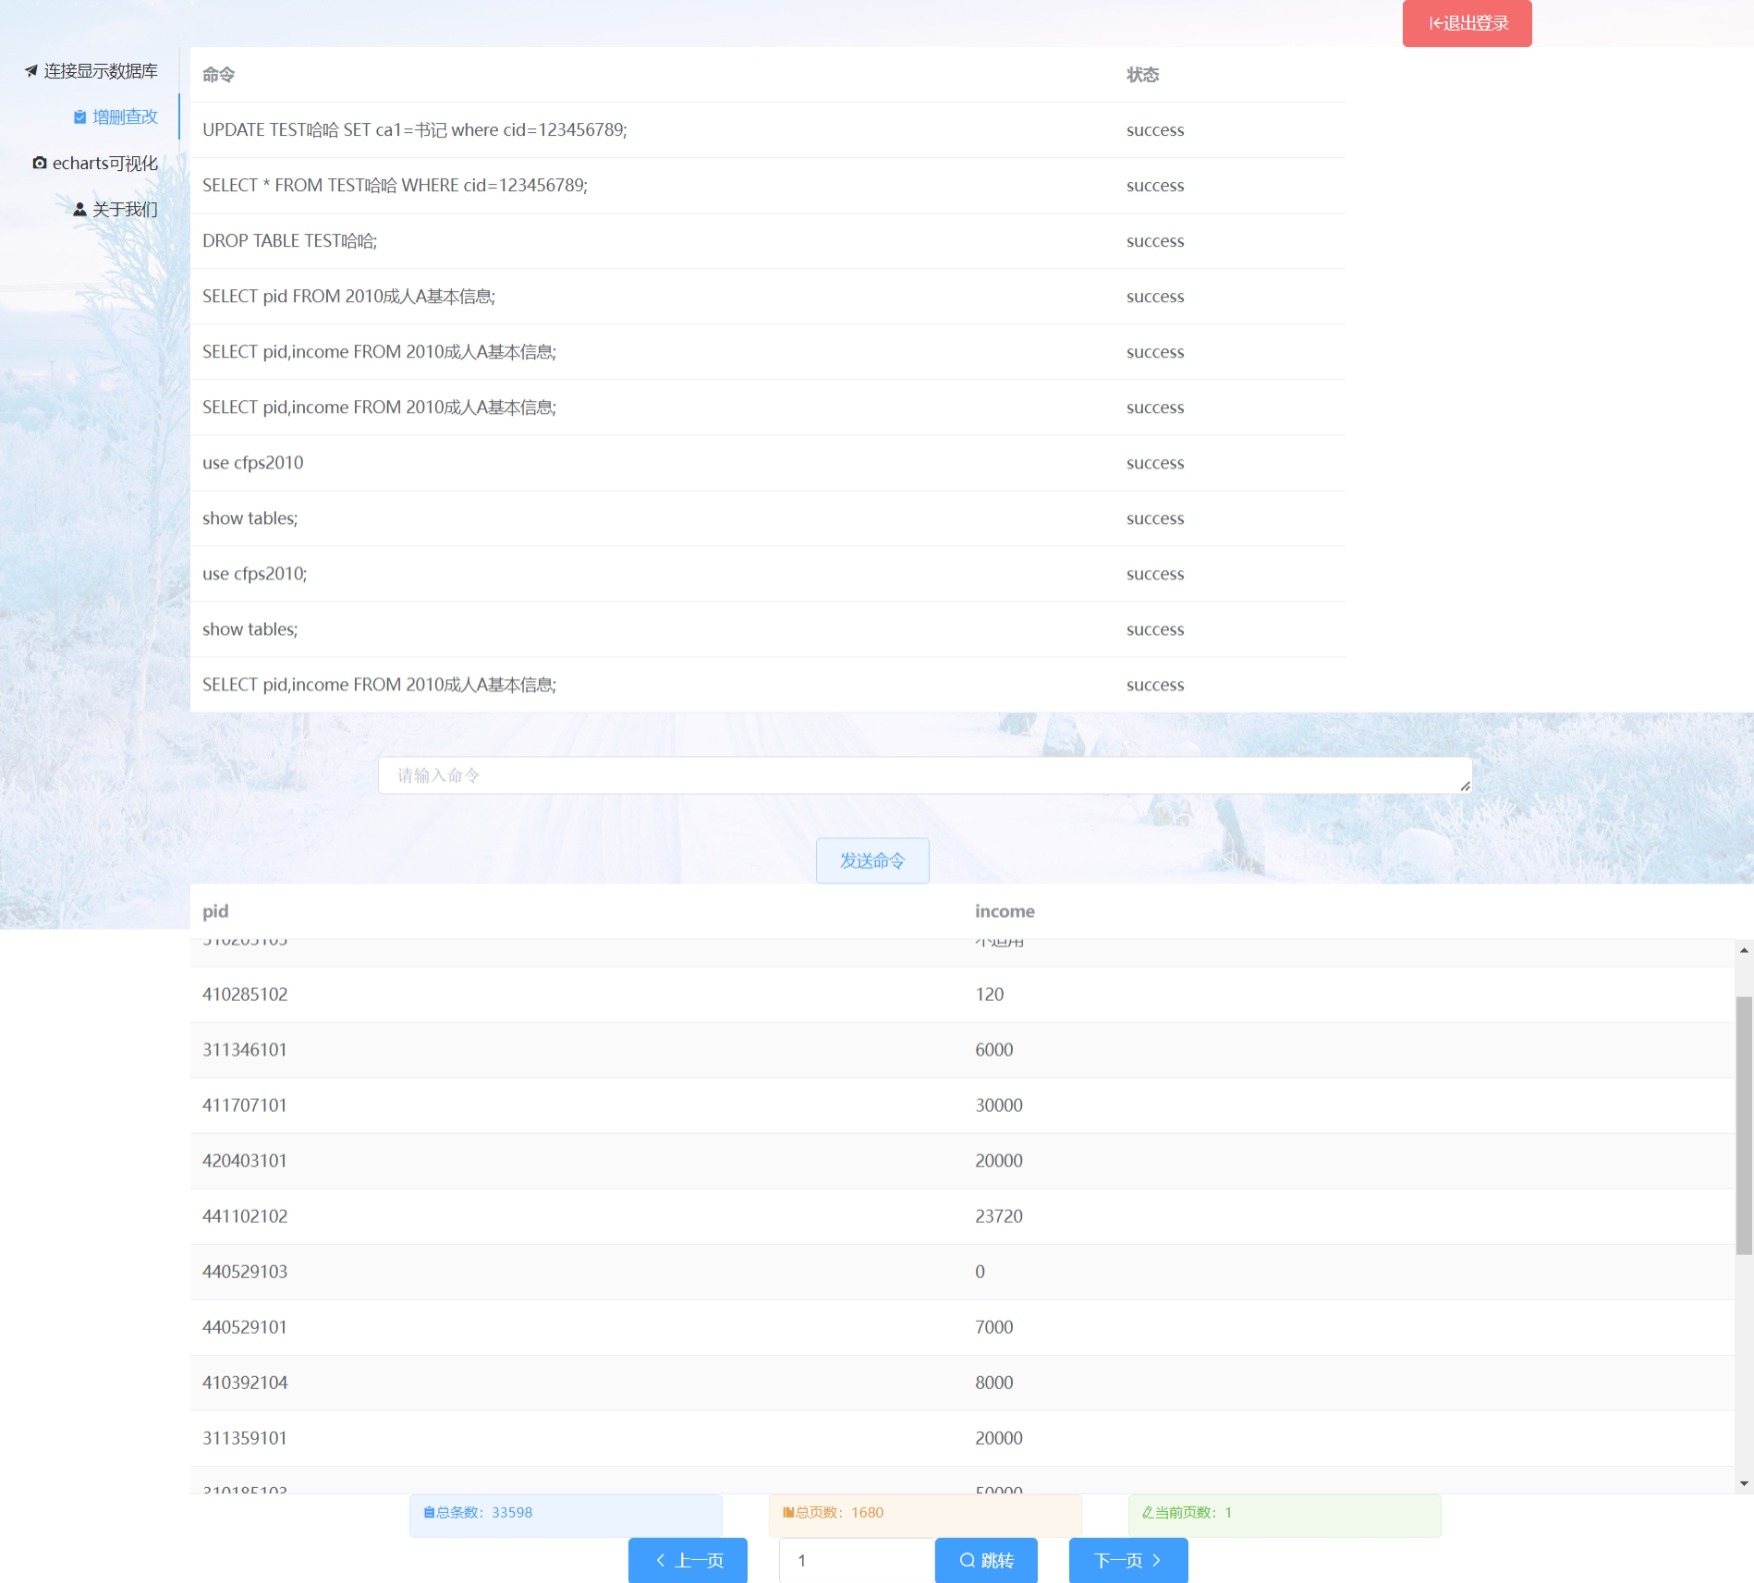 退出登录
连接显示数据库
增删查改
echarts可视化
关于我们
命令 状态
UPDATE TEST哈哈 SET ca1=书记 where cid=123456789; success
SELECT * FROM TEST哈哈 WHERE cid=123456789; success
DROP TABLE TEST哈哈; success
SELECT pid FROM 2010成人A基本信息; success
SELECT pid,income FROM 2010成人A基本信息; success
SELECT pid,income FROM 2010成人A基本信息; success
use cfps2010 success
show tables; success
use cfps2010; success
show tables; success
SELECT pid,income FROM 2010成人A基本信息; success
请输入命令
发送命令
pid income
不适用
410285102 120
311346101 6000
411707101 30000
420403101 20000
441102102 23720
440529103 0
440529101 7000
410392104 8000
311359101 20000
总条数：33598 总页数：1680 当前页数：1
上一页 1 跳转 下一页